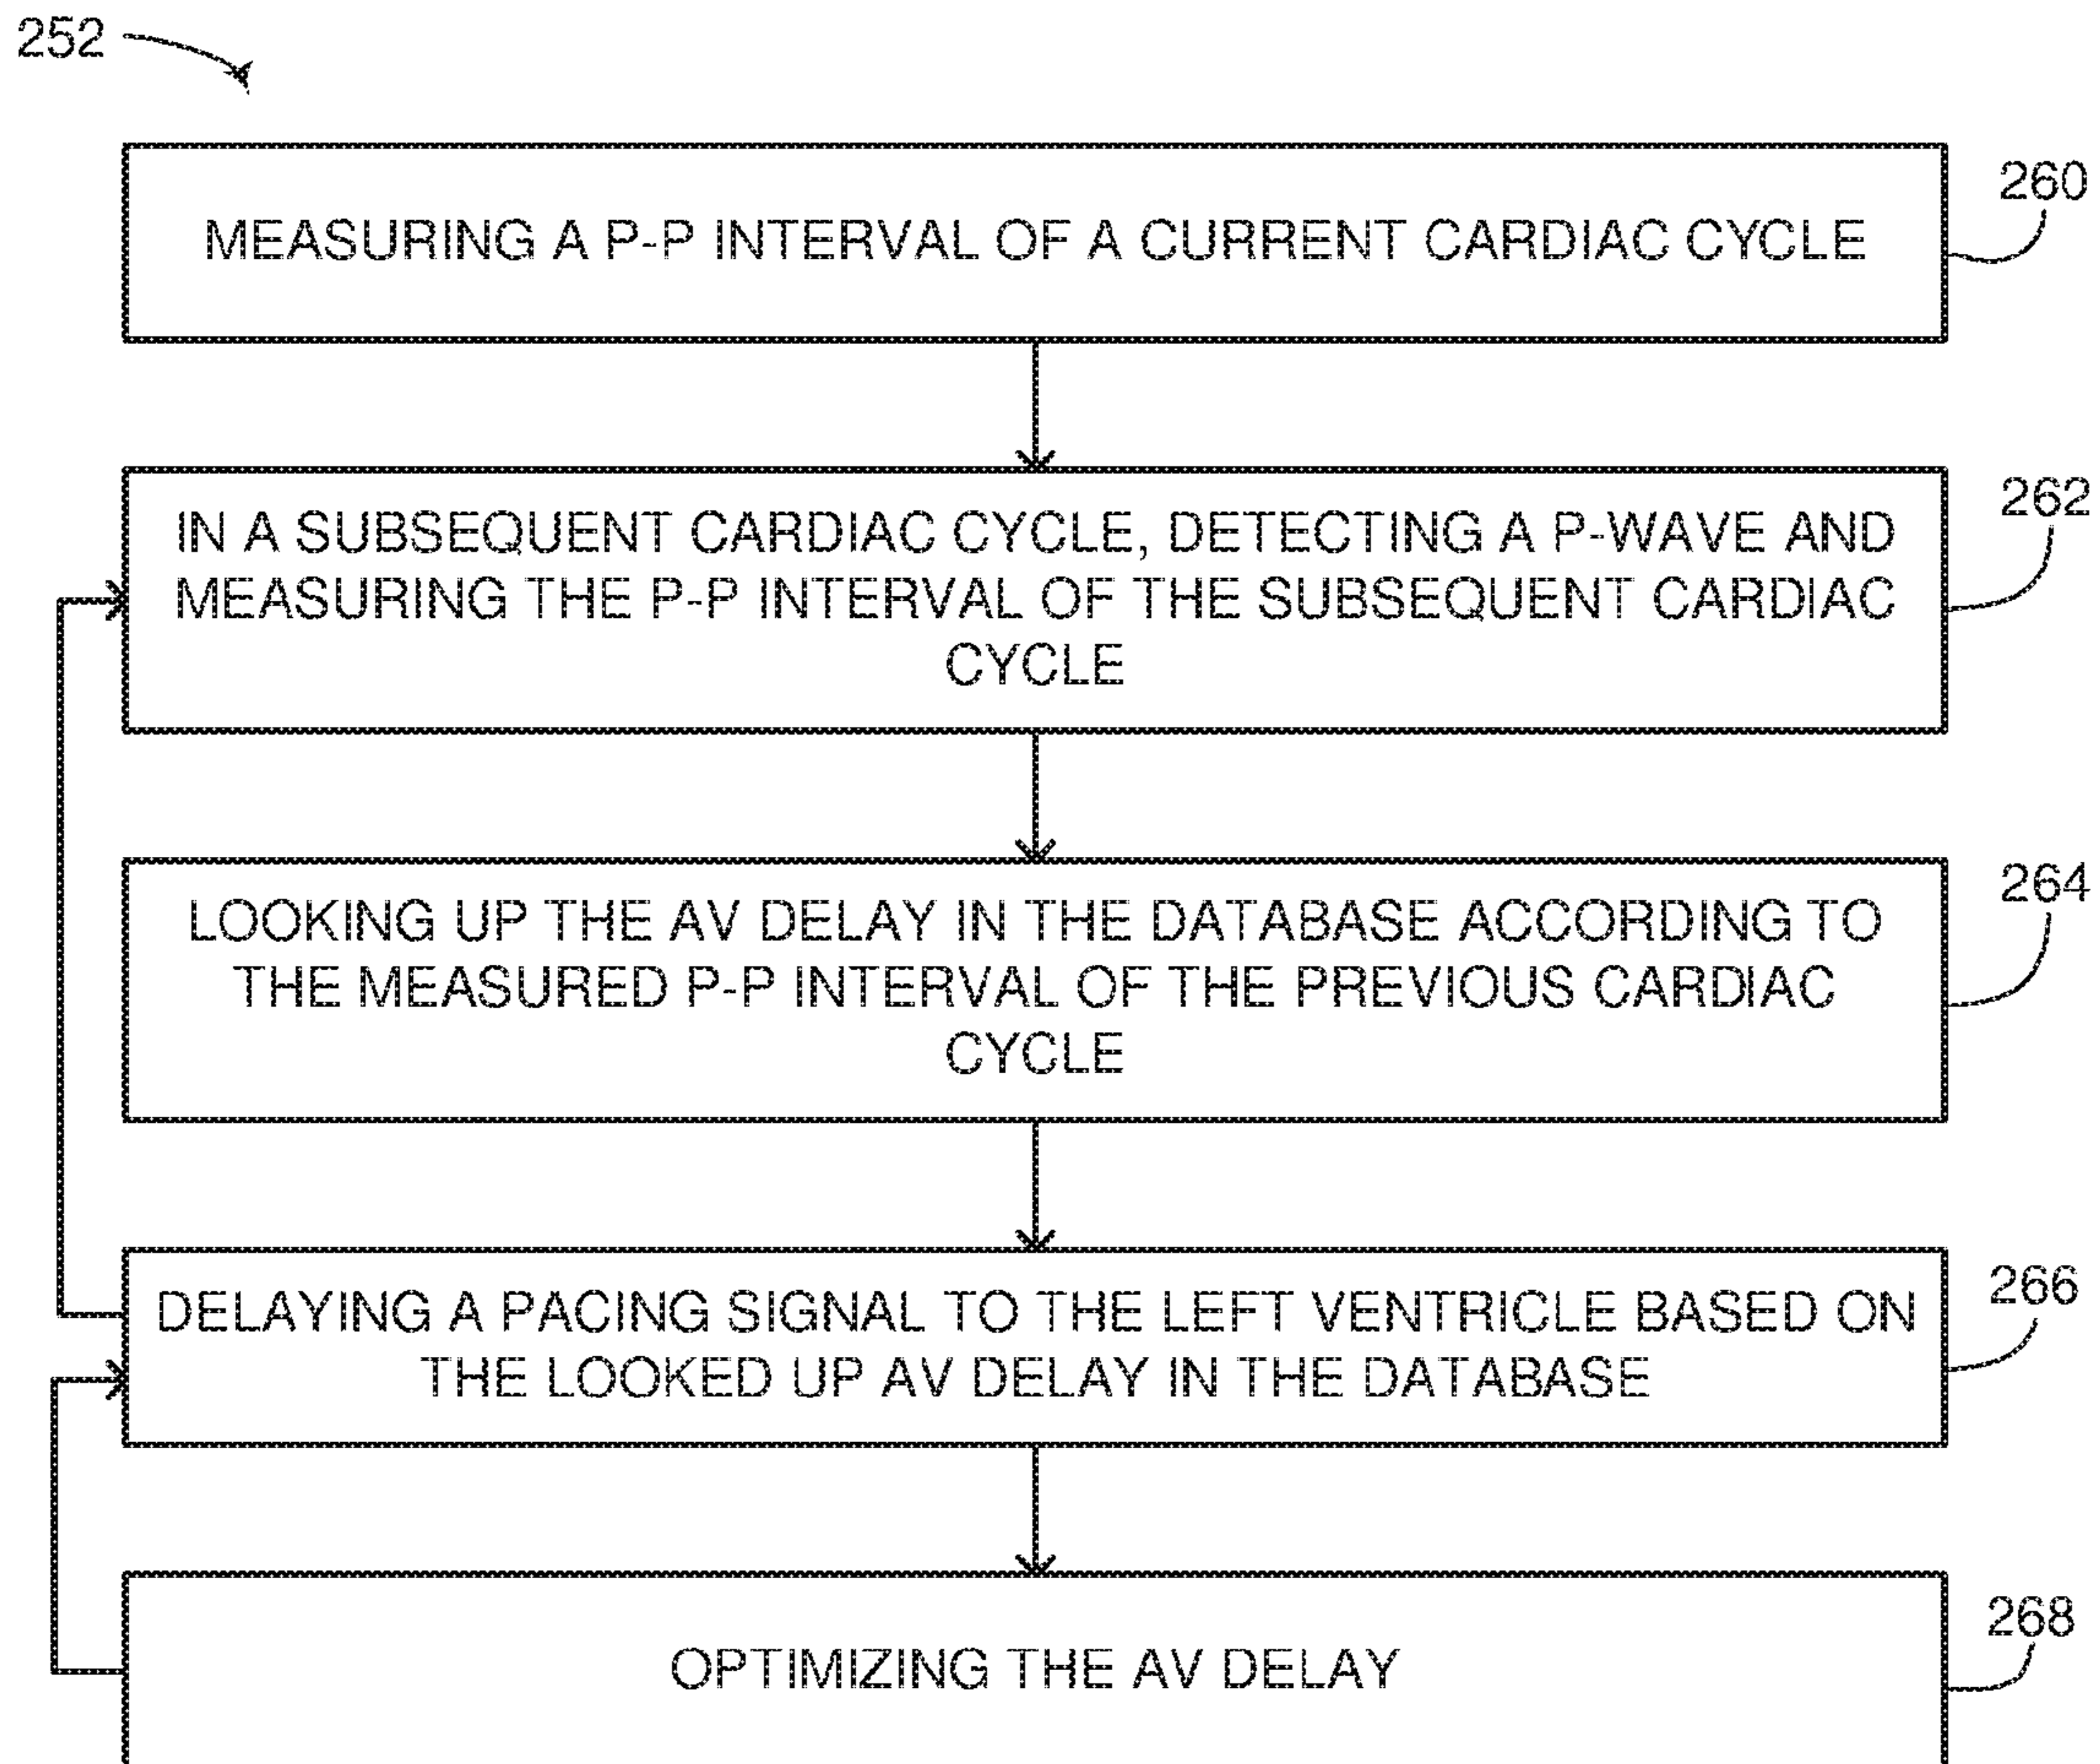 252
260
MEASURING A P-P INTERVAL OF A CURRENT CARDIAC CYCLE
262
IN A SUBSEQUENT CARDIAC CYCLE, DETECTING A P-WAVE AND
MEASURING THE P-P INTERVAL OF THE SUBSEQUENT CARDIAC
CYCLE
264
LOOKING UP THE AV DELAY IN THE DATABASE ACCORDING TO
THE MEASURED P-P INTERVAL OF THE PREVIOUS CARDIAC
CYCLE
266
DELAYING A PACING SIGNAL TO THE LEFT VENTRICLE BASED ON
THE LOOKED UP AV DELAY IN THE DATABASE
268
OPTIMIZING THE AV DELAY